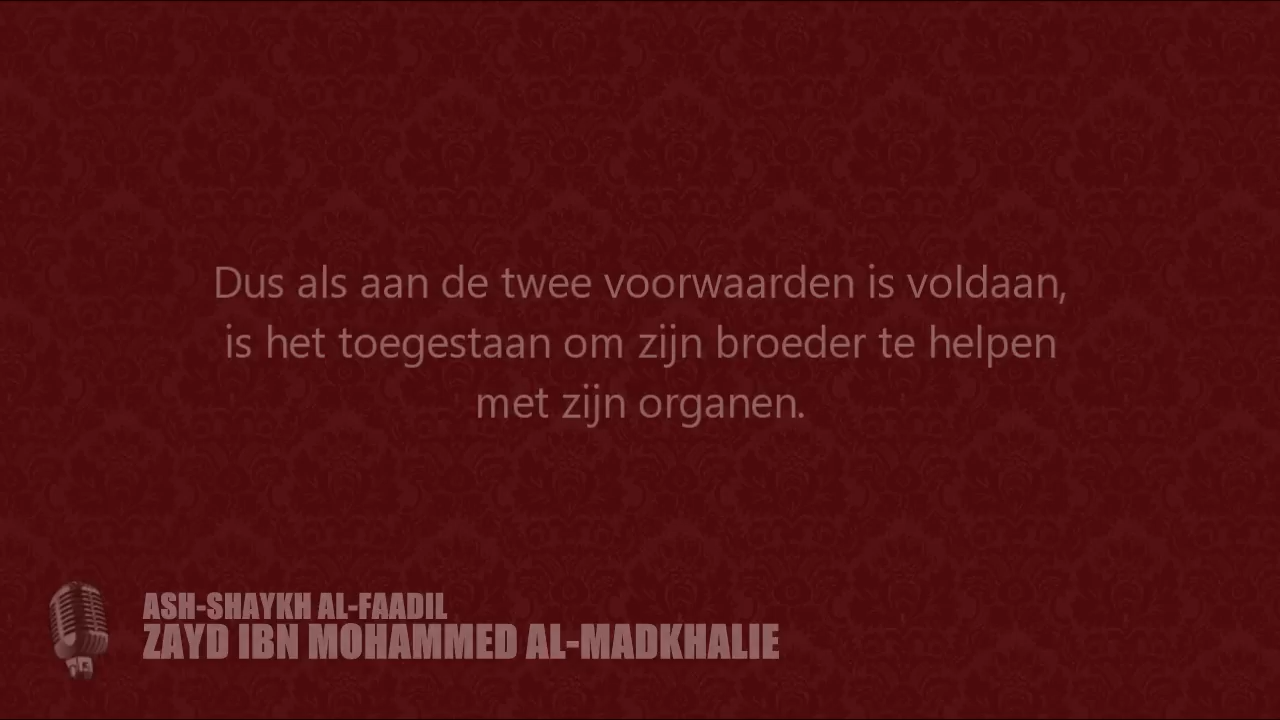 Dus als aan de twee voorwaarden is voldaan,
is het toegestaan om zijn broeder te helpen
met zijn organen.
ASH-SHAYKH AL-FAADIL
ZAYD IBN MOHAMMED AL-MADKHALIE